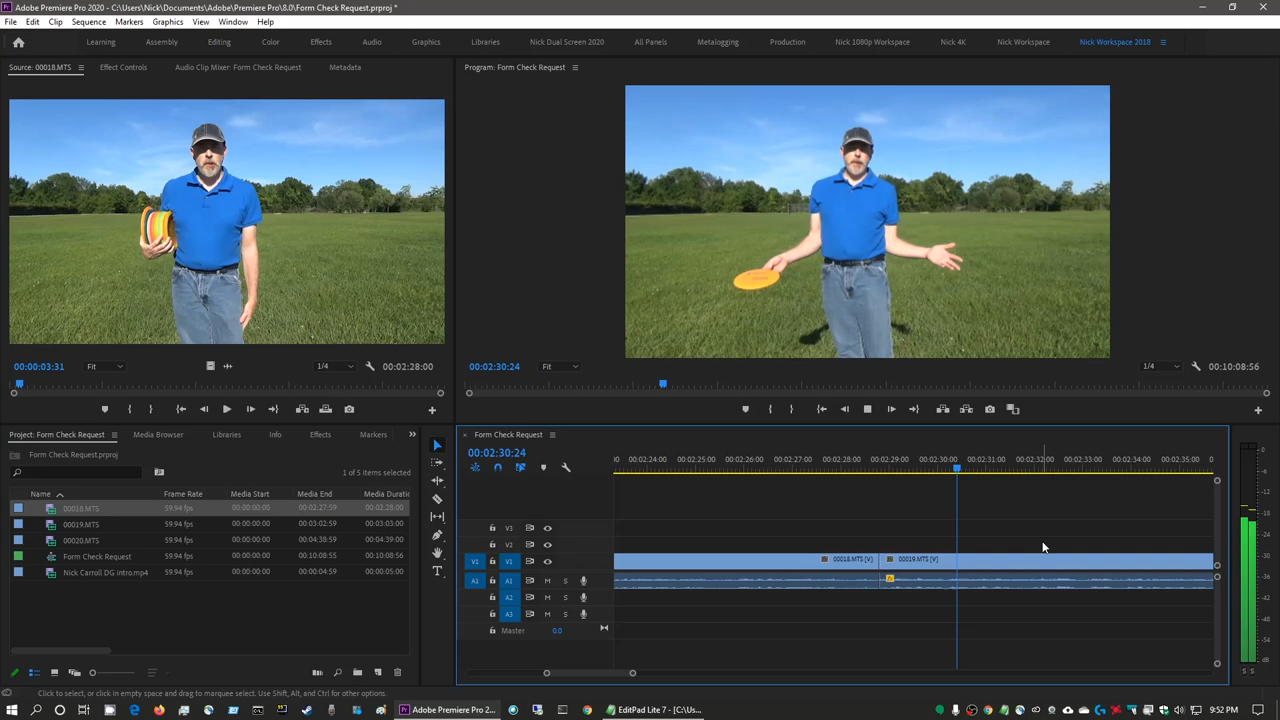 Adobe Premiere Pro 2020 - C:\Users\Nick\Documents\Adobe\Premiere Pro\8.0\Form Check Request.prproj *
File Edit Clip Sequence Markers Graphics View Window Help
Learning Assembly Editing Color Effects Audio Graphics Libraries Nick Dual Screen 2020 All Panels Metalogging Production Nick 1080p Workspace Nick 4K Nick Workspace Nick Workspace 2018
Source: 00018.MTS Effect Controls Audio Clip Mixer: Form Check Request Metadata
Program: Form Check Request
00:00:03:31 Fit 1/4 00:02:28:00
00:02:30:24 Fit 1/4 00:10:08:56
Project: Form Check Request Media Browser Libraries Info Effects Markers
Form Check Request.prproj
1 of 5 items selected
Name Frame Rate Media Start Media End Media Duratio
00018.MTS 59.94 fps 00:00:00:00 00:02:27:59 00:02:28:00
00019.MTS 59.94 fps 00:00:00:00 00:03:02:59 00:03:03:00
00020.MTS 59.94 fps 00:00:00:00 00:04:38:59 00:04:39:00
Form Check Request 59.94 fps 00:00:00:00 00:10:08:55 00:10:08:56
Nick Carroll DG intro.mp4 59.94 fps 00:00:00:00 00:00:04:59 00:00:05:00
Form Check Request
00:02:30:24
00 00:02:24:00 00:02:25:00 00:02:26:00 00:02:27:00 00:02:28:00 00:02:29:00 00:02:30:00 00:02:31:00 00:02:32:00 00:02:33:00 00:02:34:00 00:02:35:00 0
V3
V2
V1 V1 00018.MTS [V] 00019.MTS [V]
A1 A1 M S fx
A2 M S
A3 M S
Master 0.0
0
-6
-12
-18
-24
-30
-36
-42
-48
-54
dB
S S
Click to select, or click in empty space and drag to marquee select. Use Shift, Alt, and Ctrl for other options.
Adobe Premiere Pro 2... EditPad Lite 7 - [C:\Us... 9:52 PM